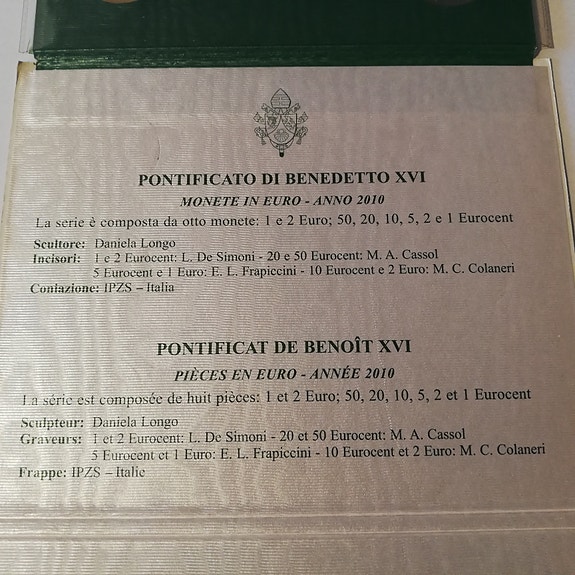 PONTIFICATO DI BENEDETTO XVI
MONETE IN EURO - ANNO 2010
La serie è composta da otto monete: 1 e 2 Euro; 50, 20, 10, 5, 2 e 1 Eurocent
Scultore: Daniela Longo
Incisori: 1 e 2 Eurocent: L. De Simoni - 20 e 50 Eurocent: M. A. Cassol
5 Eurocent e 1 Euro: E. L. Frapiccini - 10 Eurocent e 2 Euro: M. C. Colaneri
Coniazione: IPZS – Italia
PONTIFICAT DE BENOÎT XVI
PIÈCES EN EURO - ANNÉE 2010
La série est composée de huit pièces: 1 et 2 Euro; 50, 20, 10, 5, 2 et 1 Eurocent
Sculpteur: Daniela Longo
Graveurs: 1 et 2 Eurocent: L. De Simoni - 20 et 50 Eurocent: M. A. Cassol
5 Eurocent et 1 Euro: E. L. Frapiccini - 10 Eurocent et 2 Euro: M. C. Colaneri
Frappe: IPZS – Italie